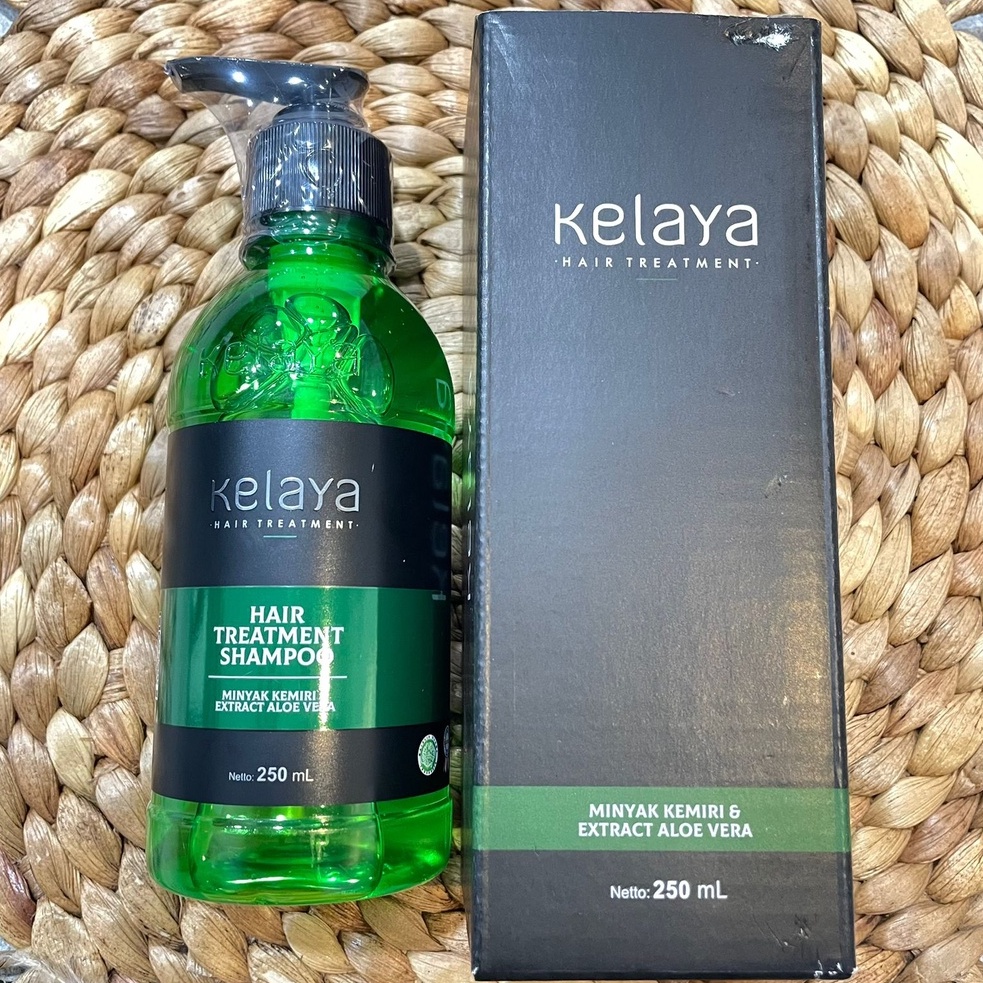 Kelaya
·HAIR TREATMENT·
HAIR
TREATMENT
SHAMPOO
MINYAK KEMIRI
EXTRACT ALOE VERA
Netto: 250 mL
Kelaya
·HAIR TREATMENT·
MINYAK KEMIRI &
EXTRACT ALOE VERA
Netto: 250 mL